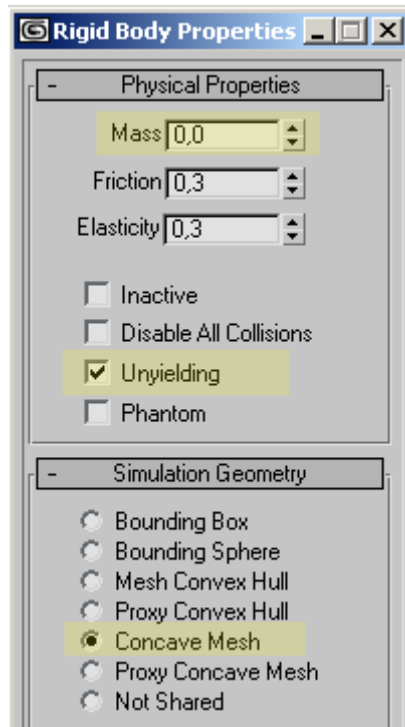 Rigid Body Properties
- Physical Properties
Mass 0,0
Friction 0,3
Elasticity 0,3
Inactive
Disable All Collisions
Unyielding
Phantom
- Simulation Geometry
Bounding Box
Bounding Sphere
Mesh Convex Hull
Proxy Convex Hull
Concave Mesh
Proxy Concave Mesh
Not Shared